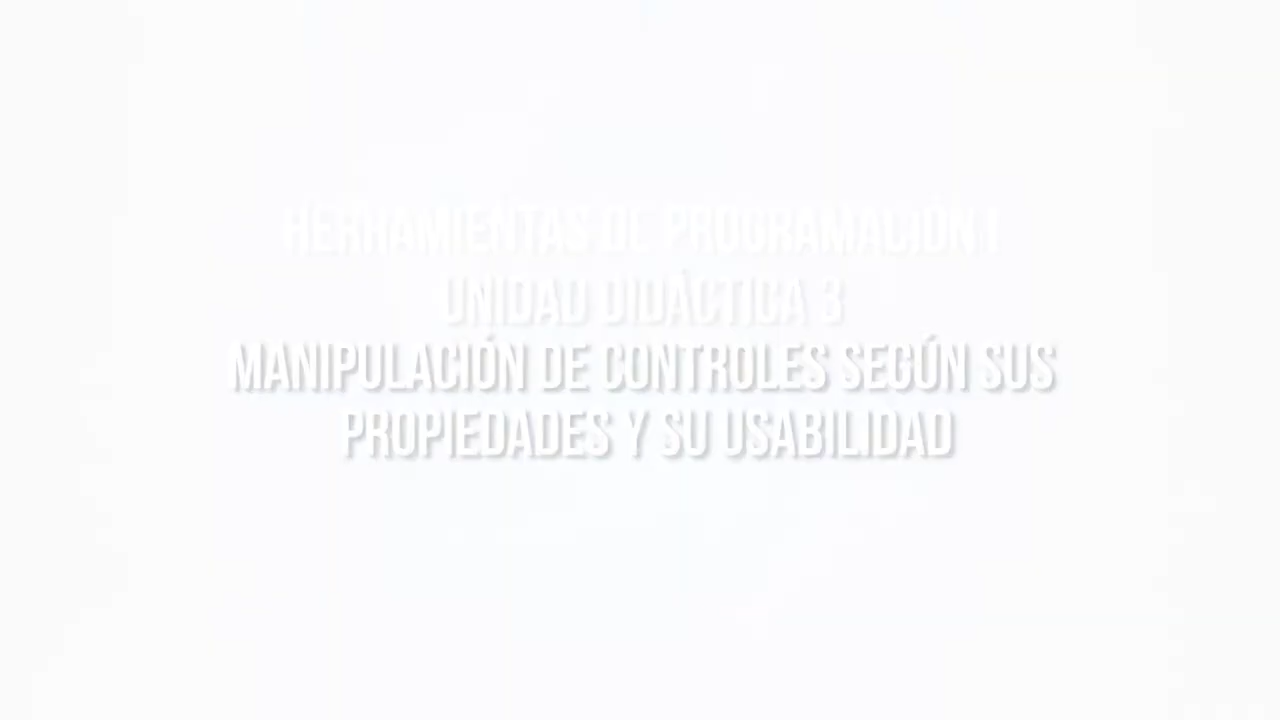 HERRAMIENTAS DE PROGRAMACIÓN I
UNIDAD DIDÁCTICA 3
MANIPULACIÓN DE CONTROLES SEGÚN SUS
PROPIEDADES Y SU USABILIDAD